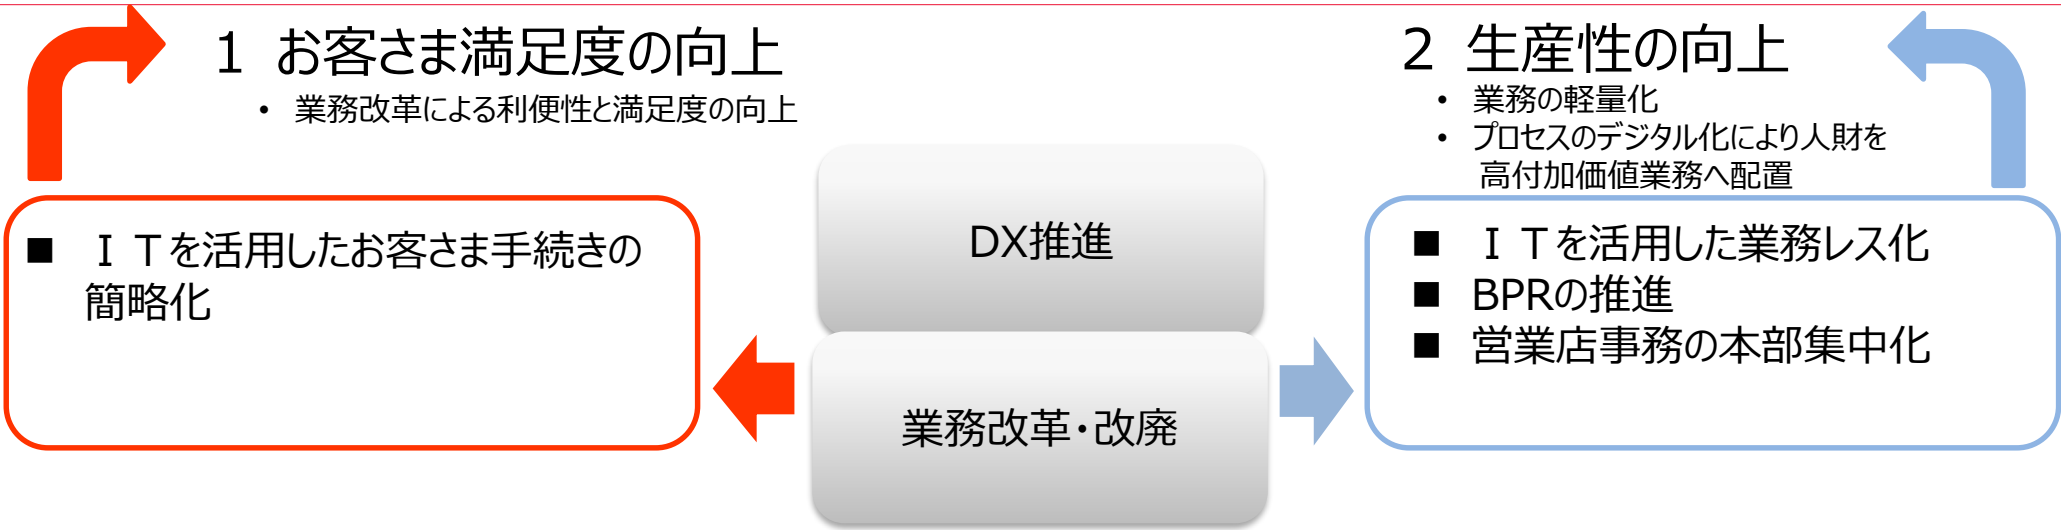 １ お客さま満足度の向上
• 業務改革による利便性と満足度の向上
■ ＩＴを活用したお客さま手続きの
簡略化
DX推進
業務改革・改廃
２ 生産性の向上
• 業務の軽量化
• プロセスのデジタル化により人財を
高付加価値業務へ配置
■ ＩＴを活用した業務レス化
■ BPRの推進
■ 営業店事務の本部集中化